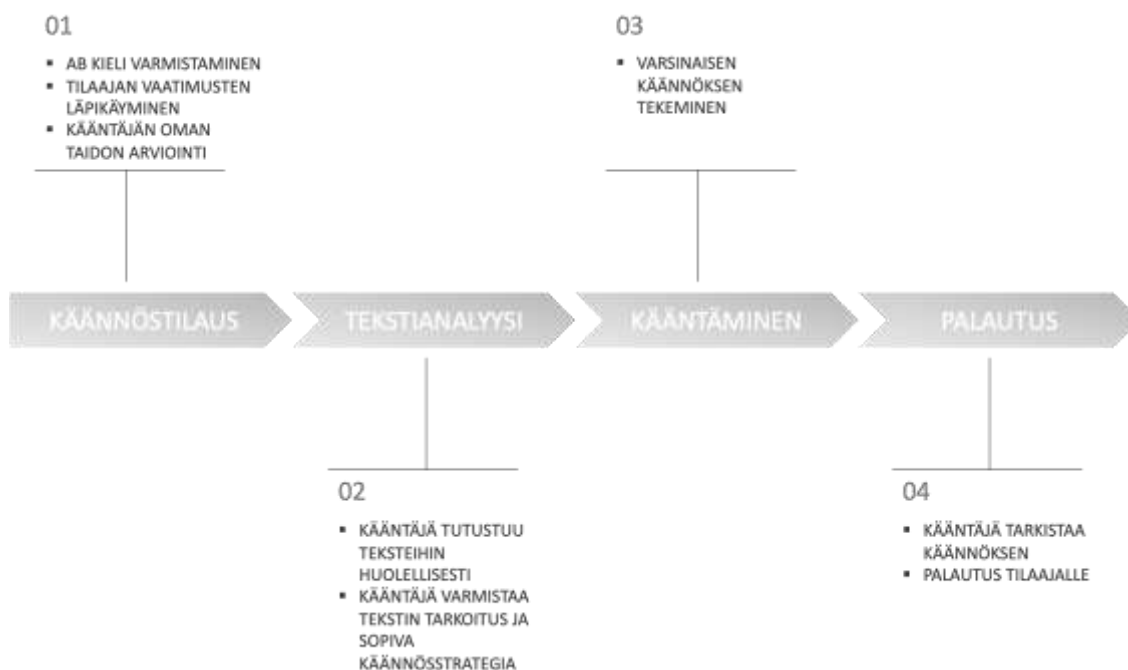 01
▪ AB KIELI VARMISTAMINEN
▪ TILAAJAN VAATIMUSTEN
LÄPIKÄYMINEN
▪ KÄÄNTÄJÄN OMAN
TAIDON ARVIOINTI
03
▪ VARSINAISEN
KÄÄNNÖKSEN
TEKEMINEN
KÄÄNNÖSTILAUS
TEKSTIANALYYSI
KÄÄNTÄMINEN
PALAUTUS
02
▪ KÄÄNTÄJÄ TUTUSTUU
TEKSTEIHIN
HUOLELLISESTI
▪ KÄÄNTÄJÄ VARMISTAA
TEKSTIN TARKOITUS JA
SOPIVA
KÄÄNÖSSTRATEGIA
04
▪ KÄÄNTÄJÄ TARKISTAA
KÄÄNNÖKSEN
▪ PALAUTUS TILAAJALLE